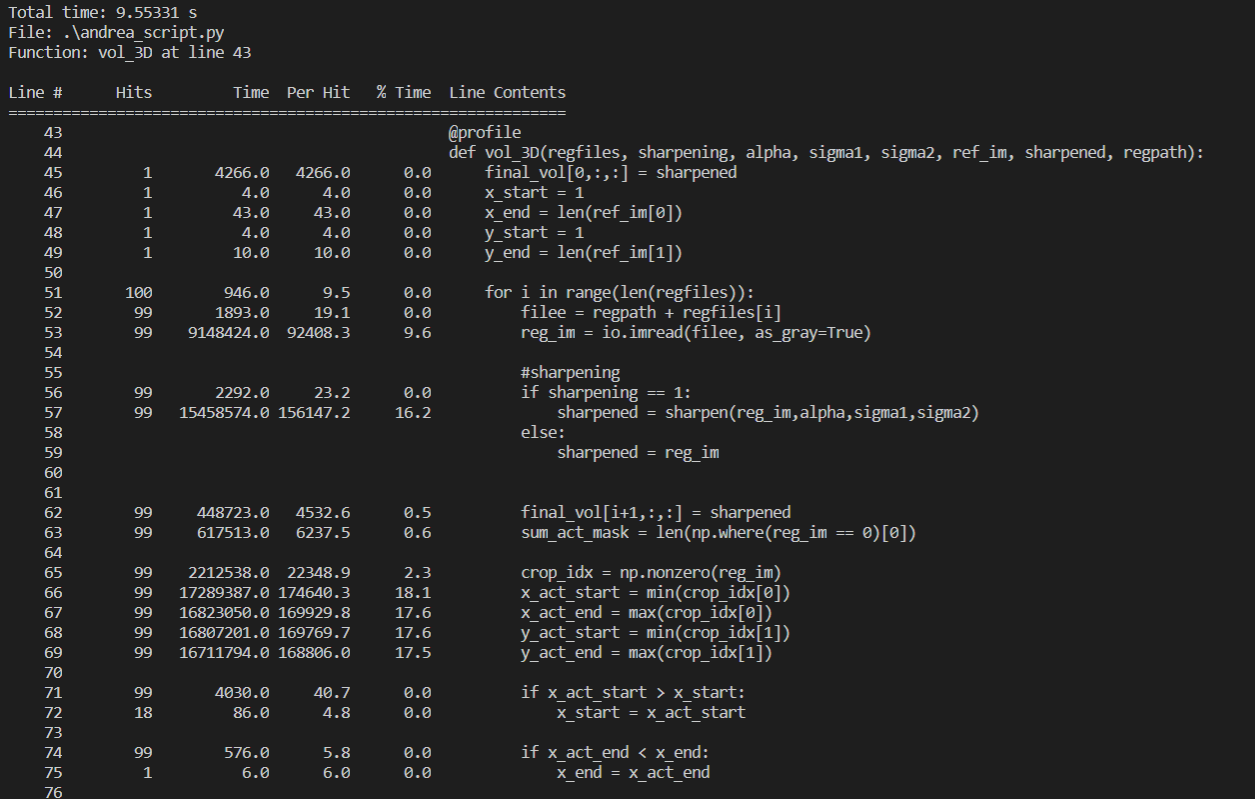 Total time: 9.55331 s
File: .\andrea_script.py
Function: vol_3D at line 43

Line #      Hits         Time  Per Hit   % Time  Line Contents
==============================================================
    43                                           @profile
    44                                           def vol_3D(regfiles, sharpening, alpha, sigma1, sigma2, ref_im, sharpened, regpath):
    45         1       4266.0   4266.0      0.0      final_vol[0,:,:] = sharpened
    46         1          4.0      4.0      0.0      x_start = 1
    47         1         43.0     43.0      0.0      x_end = len(ref_im[0])
    48         1          4.0      4.0      0.0      y_start = 1
    49         1         10.0     10.0      0.0      y_end = len(ref_im[1])
    50
    51       100        946.0      9.5      0.0      for i in range(len(regfiles)):
    52        99       1893.0     19.1      0.0          filee = regpath + regfiles[i]
    53        99    9148424.0  92408.3      9.6          reg_im = io.imread(filee, as_gray=True)
    54
    55                                                   #sharpening
    56        99       2292.0     23.2      0.0          if sharpening == 1:
    57        99   15458574.0 156147.2     16.2              sharpened = sharpen(reg_im,alpha,sigma1,sigma2)
    58                                                   else:
    59                                                       sharpened = reg_im
    60
    61
    62        99     448723.0   4532.6      0.5          final_vol[i+1,:,:] = sharpened
    63        99     617513.0   6237.5      0.6          sum_act_mask = len(np.where(reg_im == 0)[0])
    64
    65        99    2212538.0  22348.9      2.3          crop_idx = np.nonzero(reg_im)
    66        99   17289387.0 174640.3     18.1          x_act_start = min(crop_idx[0])
    67        99   16823050.0 169929.8     17.6          x_act_end = max(crop_idx[0])
    68        99   16807201.0 169769.7     17.6          y_act_start = min(crop_idx[1])
    69        99   16711794.0 168806.0     17.5          y_act_end = max(crop_idx[1])
    70
    71        99       4030.0     40.7      0.0          if x_act_start > x_start:
    72        18         86.0      4.8      0.0              x_start = x_act_start
    73
    74        99        576.0      5.8      0.0          if x_act_end < x_end:
    75         1          6.0      6.0      0.0              x_end = x_act_end
    76